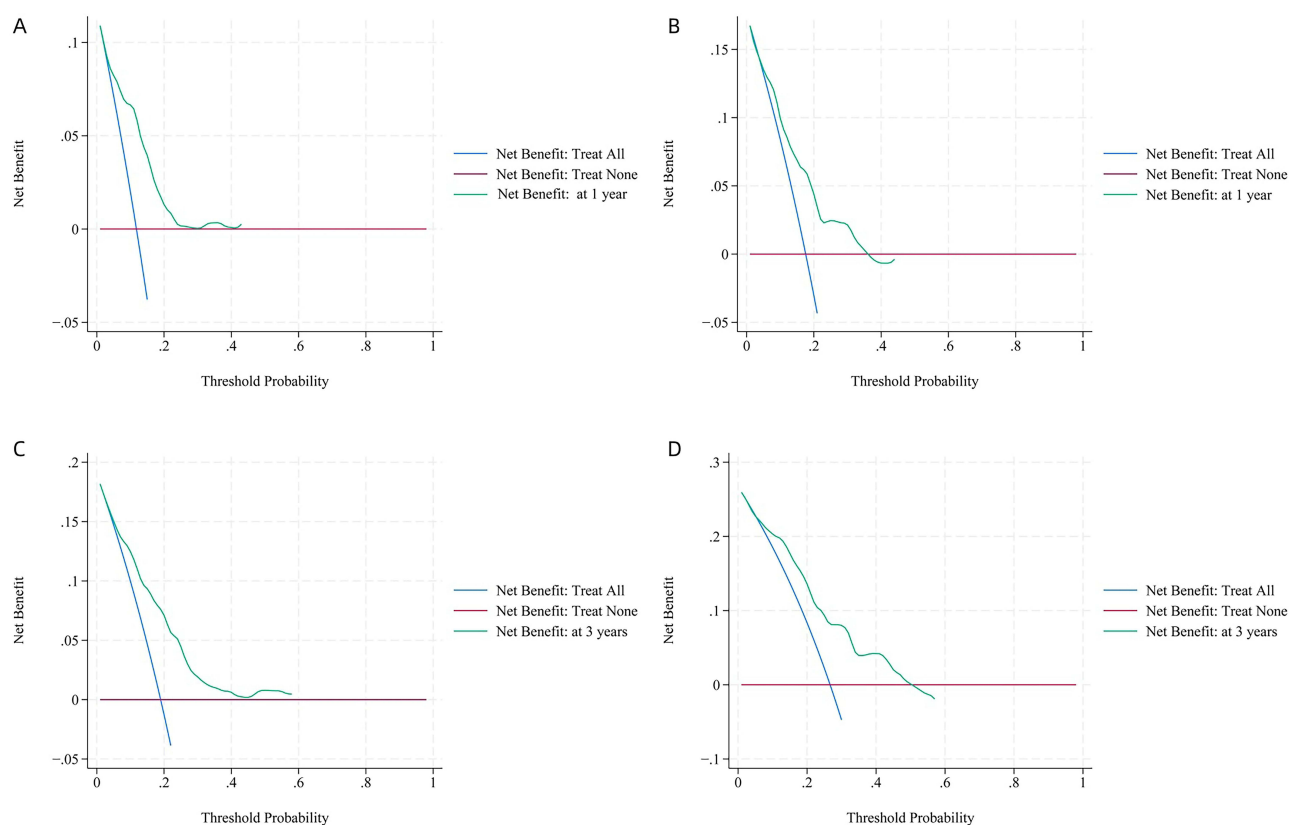 A
.1
.05
0
−.05
0 .2 .4 .6 .8 1
Net Benefit
Threshold Probability
Net Benefit: Treat All
Net Benefit: Treat None
Net Benefit: at 1 year
B
.15
.1
.05
0
−.05
0 .2 .4 .6 .8 1
Net Benefit
Threshold Probability
Net Benefit: Treat All
Net Benefit: Treat None
Net Benefit: at 1 year
C
.2
.15
.1
.05
0
−.05
0 .2 .4 .6 .8 1
Net Benefit
Threshold Probability
Net Benefit: Treat All
Net Benefit: Treat None
Net Benefit: at 3 years
D
.3
.2
.1
0
−.1
0 .2 .4 .6 .8 1
Net Benefit
Threshold Probability
Net Benefit: Treat All
Net Benefit: Treat None
Net Benefit: at 3 years